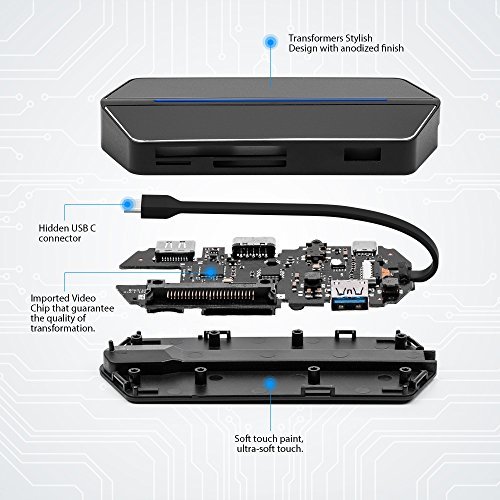 Transformers Stylish
Design with anodized finish
Hidden USB C
connector
Imported Video
Chip that guarantee
the quality of
transformation.
Soft touch paint,
ultra-soft touch.